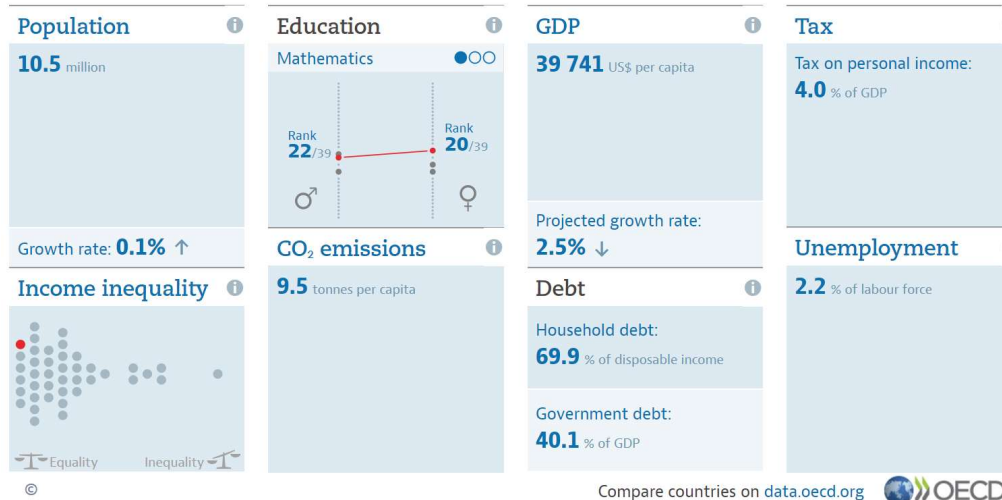 Population
10.5 million
Growth rate: 0.1% ↑
Income inequality
Equality
Inequality
Education
Mathematics
Rank
22/39
Rank
20/39
CO₂ emissions
9.5 tonnes per capita
GDP
39 741 US$ per capita
Projected growth rate:
2.5% ↓
Debt
Household debt:
69.9 % of disposable income
Government debt:
40.1 % of GDP
Tax
Tax on personal income:
4.0 % of GDP
Unemployment
2.2 % of labour force
©
Compare countries on data.oecd.org
OECD